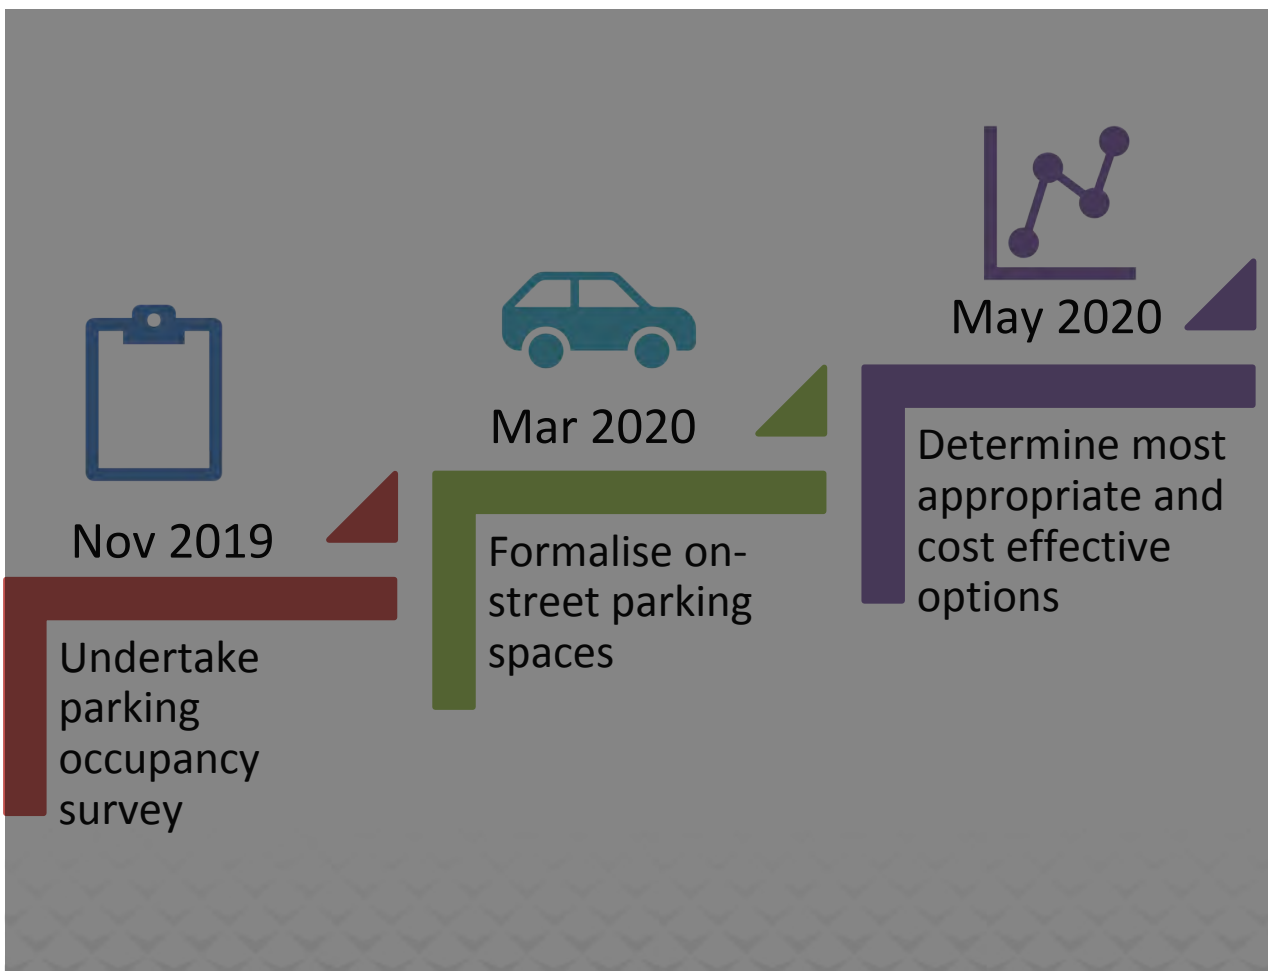 Nov 2019
Undertake
parking
occupancy
survey
Mar 2020
Formalise on-
street parking
spaces
May 2020
Determine most
appropriate and
cost effective
options